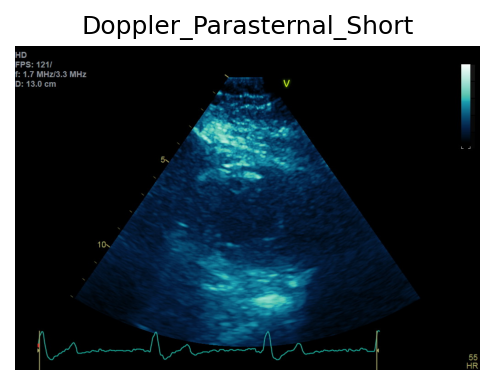 Doppler_Parasternal_Short
HD
FPS: 121/
f: 1.7 MHz/3.3 MHz
D: 13.0 cm
V
5
10
55
HR